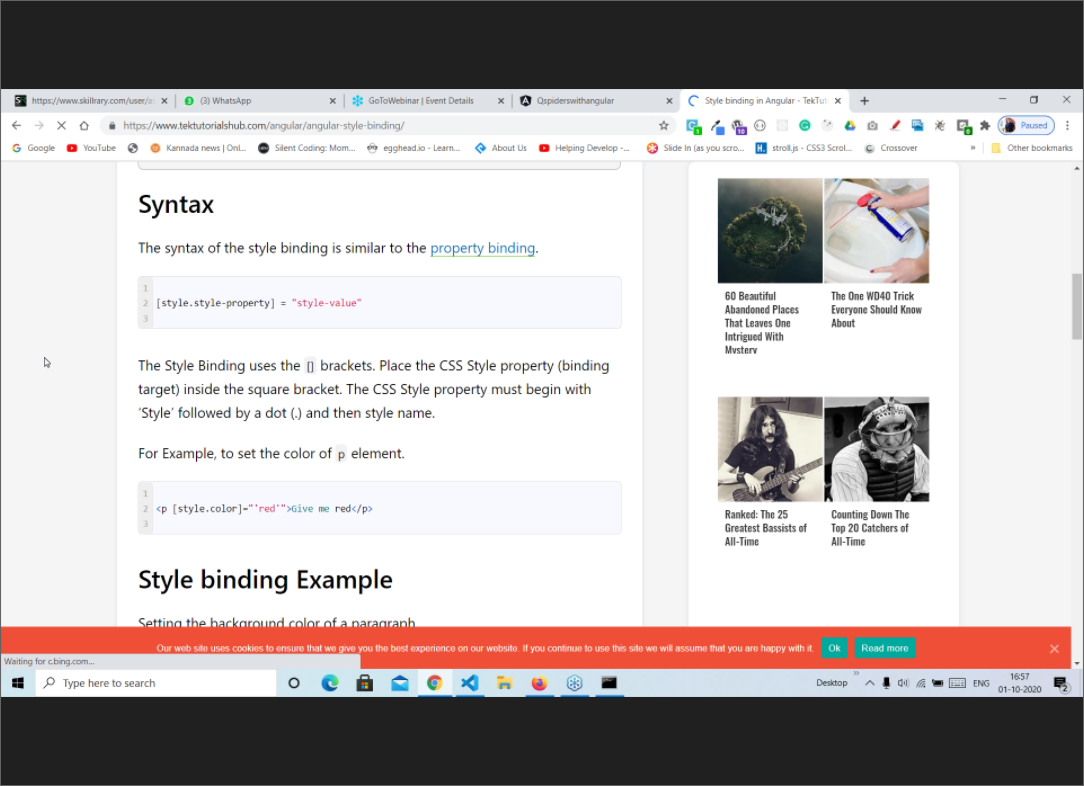 https://www.skillrary.com/user/as
(3) WhatsApp
GoToWebinar | Event Details
Qspiderswithangular
Style binding in Angular - TekTut
https://www.tektutorialshub.com/angular/angular-style-binding/
Paused
Google
YouTube
Kannada news | Onl...
Silent Coding: Mom...
egghead.io - Learn...
About Us
Helping Develop -...
Slide In (as you scro...
stroll.js - CSS3 Scrol...
Crossover
»
Other bookmarks
Syntax
The syntax of the style binding is similar to the property binding.
1
2 [style.style-property] = "style-value"
3
The Style Binding uses the [] brackets. Place the CSS Style property (binding
target) inside the square bracket. The CSS Style property must begin with
‘Style’ followed by a dot (.) and then style name.
For Example, to set the color of p element.
1
2 <p [style.color]="'red'">Give me red</p>
3
Style binding Example
Setting the background color of a paragraph
60 Beautiful
Abandoned Places
That Leaves One
Intrigued With
Mystery
The One WD40 Trick
Everyone Should Know
About
Ranked: The 25
Greatest Bassists of
All-Time
Counting Down The
Top 20 Catchers of
All-Time
Our web site uses cookies to ensure that we give you the best experience on our website. If you continue to use this site we will assume that you are happy with it.
Ok
Read more
Waiting for c.bing.com...
Type here to search
Desktop
»
ENG
16:57
01-10-2020
2